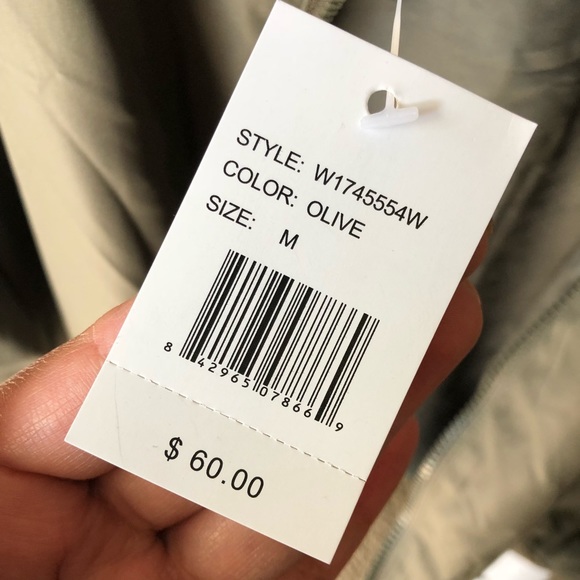 STYLE: W1745554W
COLOR: OLIVE
SIZE: M
8 42965 07866 9
$ 60.00